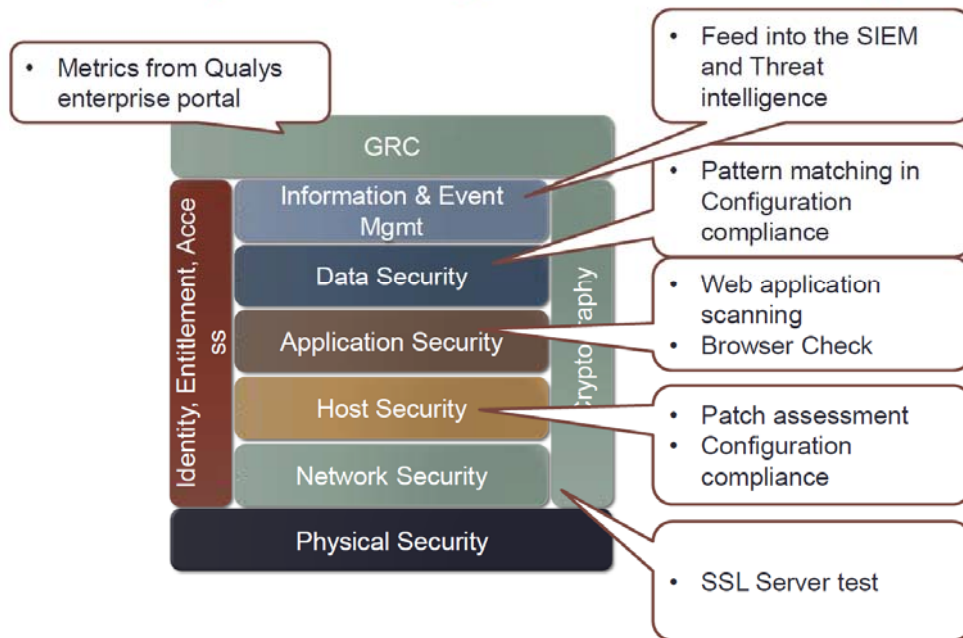 • Metrics from Qualys
enterprise portal
• Feed into the SIEM
and Threat
intelligence
GRC
Information & Event
Mgmt
• Pattern matching in
Configuration
compliance
Data Security
• Web application
scanning
• Browser Check
Application Security
Host Security
• Patch assessment
• Configuration
compliance
Network Security
Physical Security
• SSL Server test
Identity, Entitlement, Acce
ss